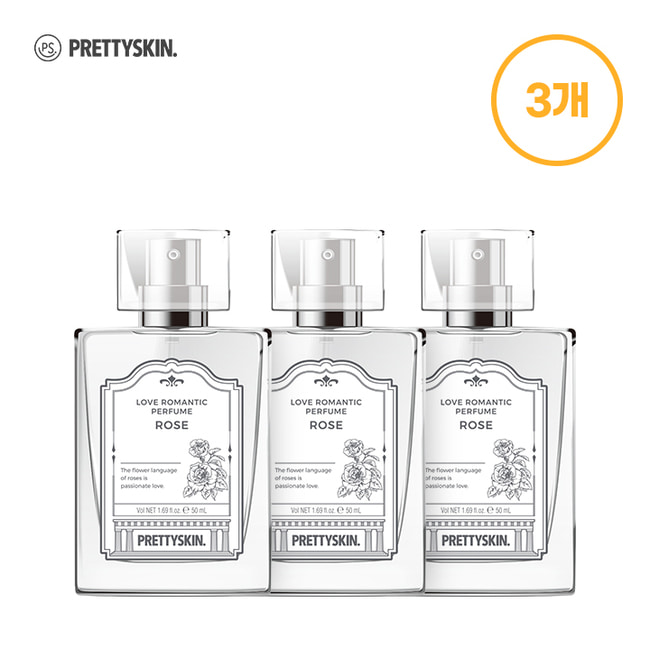 PS.
PRETTYSKIN.
3개
LOVE ROMANTIC
PERFUME
ROSE
The flower language
of roses is
passionate love.
Vol NET 1.69 fl.oz. ℮ 50 mL
PRETTYSKIN.
LOVE ROMANTIC
PERFUME
ROSE
The flower language
of roses is
passionate love.
Vol NET 1.69 fl.oz. ℮ 50 mL
PRETTYSKIN.
LOVE ROMANTIC
PERFUME
ROSE
The flower language
of roses is
passionate love.
Vol NET 1.69 fl.oz. ℮ 50 mL
PRETTYSKIN.